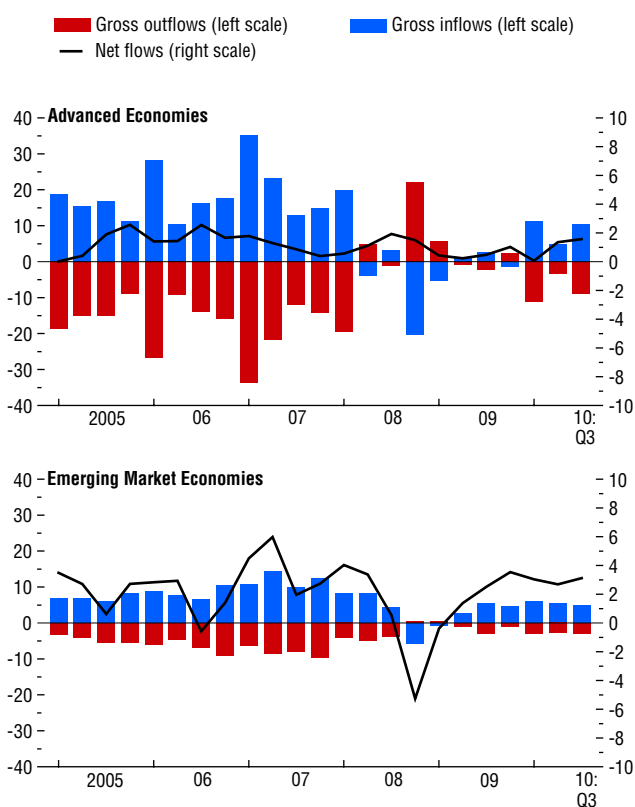 Gross outflows (left scale) Gross inflows (left scale)
Net flows (right scale)
Advanced Economies
40 10
30 8
6
20 4
10 2
0 0
-10 -2
-20 -4
-6
-30 -8
-40 -10
2005 06 07 08 09 10:
Q3
Emerging Market Economies
40 10
30 8
6
20 4
10 2
0 0
-10 -2
-20 -4
-6
-30 -8
-40 -10
2005 06 07 08 09 10:
Q3